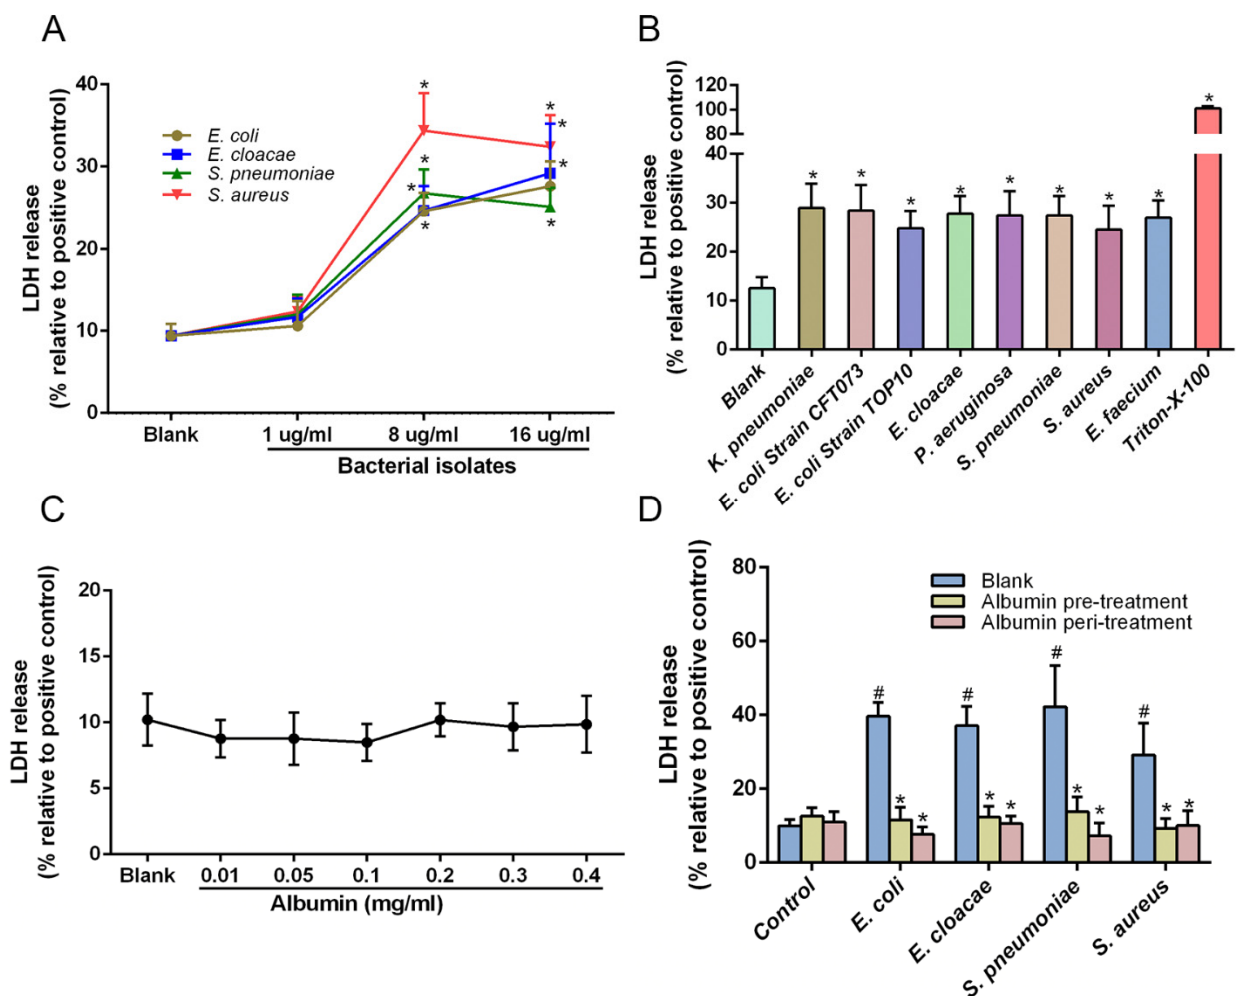 A
LDH release
(% relative to positive control)
40
30
20
10
0
E. coli
E. cloacae
S. pneumoniae
S. aureus
*
*
*
*
*
*
*
*
Blank 1 ug/ml 8 ug/ml 16 ug/ml
Bacterial isolates
B
LDH release
(% relative to positive control)
120
100
80
40
30
20
10
0
* * * * * * * * *
Blank
K. pneumoniae
E. coli Strain CFT073
E. coli Strain TOP10
E. cloacae
P. aeruginosa
S. pneumoniae
S. aureus
E. faecium
Triton-X-100
C
LDH release
(% relative to positive control)
20
15
10
5
0
Blank 0.01 0.05 0.1 0.2 0.3 0.4
Albumin (mg/ml)
D
LDH release
(% relative to positive control)
80
60
40
20
0
Blank
Albumin pre-treatment
Albumin peri-treatment
# * * # * * # * * # * *
Control
E. coli
E. cloacae
S. pneumoniae
S. aureus